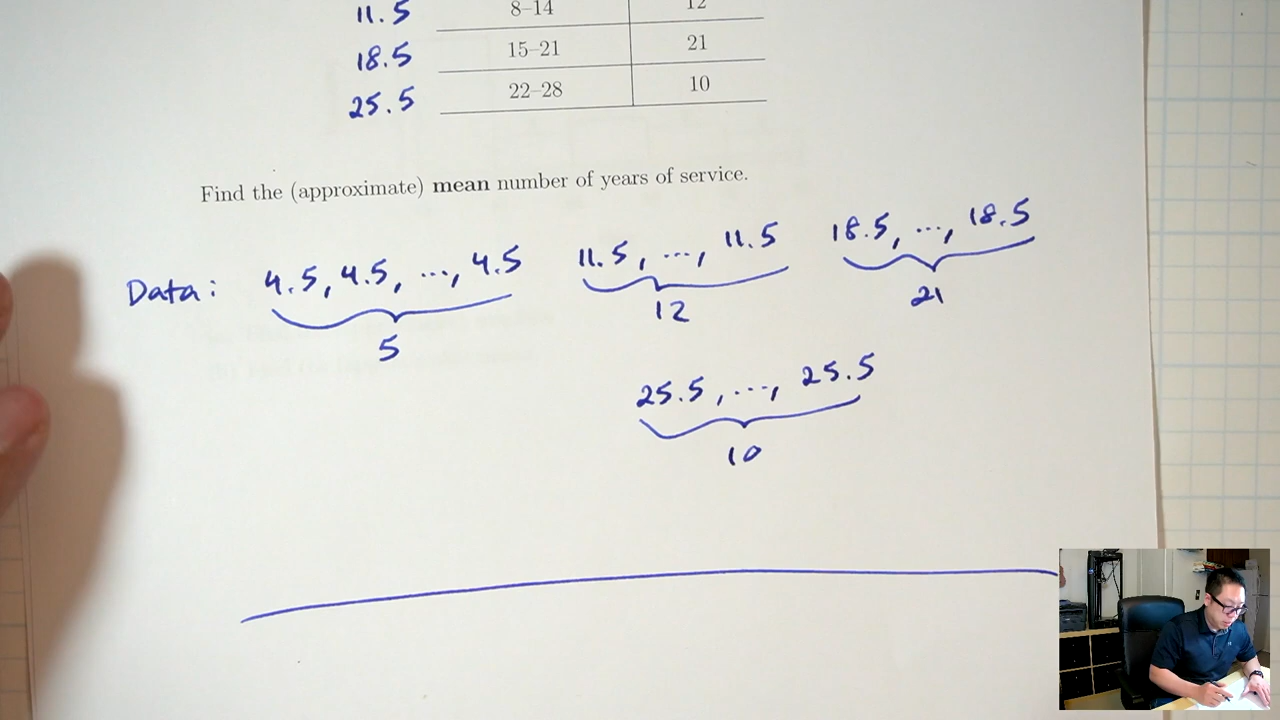 11.5 8–14 12
18.5 15–21 21
25.5 22–28 10
Find the (approximate) mean number of years of service.
Data: 4.5, 4.5, ..., 4.5 11.5, ..., 11.5 18.5, ..., 18.5
5 12 21
25.5, ..., 25.5
10